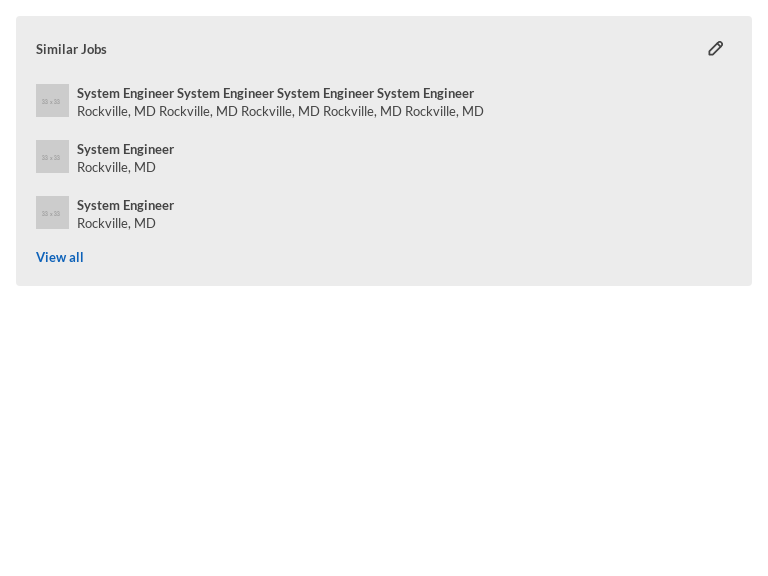 Similar Jobs
System Engineer System Engineer System Engineer System Engineer
Rockville, MD Rockville, MD Rockville, MD Rockville, MD Rockville, MD
System Engineer
Rockville, MD
System Engineer
Rockville, MD
View all